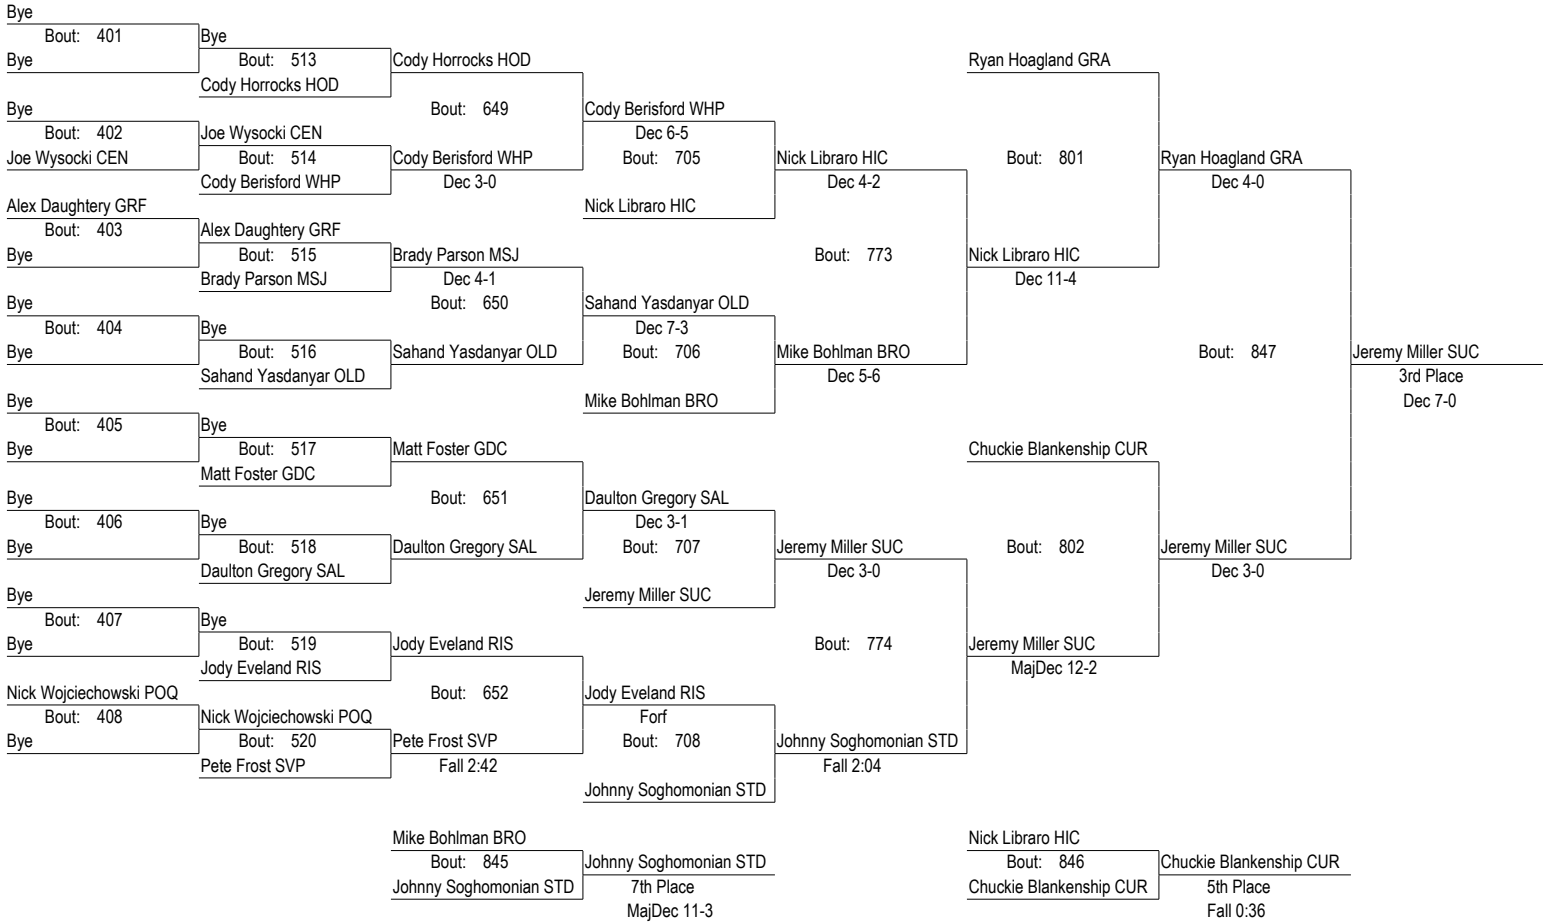 Bye
Bout: 401 Bye
Bye Bout: 513 Cody Horrocks HOD Ryan Hoagland GRA
Cody Horrocks HOD
Bye Bout: 649 Cody Berisford WHP
Bout: 402 Joe Wysocki CEN Dec 6-5
Joe Wysocki CEN Bout: 514 Cody Berisford WHP Bout: 705 Nick Libraro HIC Bout: 801 Ryan Hoagland GRA
Cody Berisford WHP Dec 3-0 Dec 4-2 Dec 4-0
Alex Daughtery GRF Nick Libraro HIC
Bout: 403 Alex Daughtery GRF
Bye Bout: 515 Brady Parson MSJ Bout: 773 Nick Libraro HIC
Brady Parson MSJ Dec 4-1 Dec 11-4
Bye Bout: 650 Sahand Yasdanyar OLD
Bout: 404 Bye Dec 7-3
Bye Bout: 516 Sahand Yasdanyar OLD Bout: 706 Mike Bohlman BRO Bout: 847 Jeremy Miller SUC
Sahand Yasdanyar OLD Dec 5-6 3rd Place
Bye Mike Bohlman BRO Dec 7-0
Bout: 405 Bye
Bye Bout: 517 Matt Foster GDC Chuckie Blankenship CUR
Matt Foster GDC
Bye Bout: 651 Daulton Gregory SAL
Bout: 406 Bye Dec 3-1
Bye Bout: 518 Daulton Gregory SAL Bout: 707 Jeremy Miller SUC Bout: 802 Jeremy Miller SUC
Daulton Gregory SAL Dec 3-0 Dec 3-0
Bye Jeremy Miller SUC
Bout: 407 Bye
Bye Bout: 519 Jody Eveland RIS Bout: 774 Jeremy Miller SUC
Jody Eveland RIS MajDec 12-2
Nick Wojciechowski POQ Bout: 652 Jody Eveland RIS
Bout: 408 Nick Wojciechowski POQ Forf
Bye Bout: 520 Pete Frost SVP Bout: 708 Johnny Soghomonian STD
Pete Frost SVP Fall 2:42 Fall 2:04
Johnny Soghomonian STD
Mike Bohlman BRO Nick Libraro HIC
Bout: 845 Johnny Soghomonian STD Bout: 846 Chuckie Blankenship CUR
Johnny Soghomonian STD 7th Place Chuckie Blankenship CUR 5th Place
MajDec 11-3 Fall 0:36